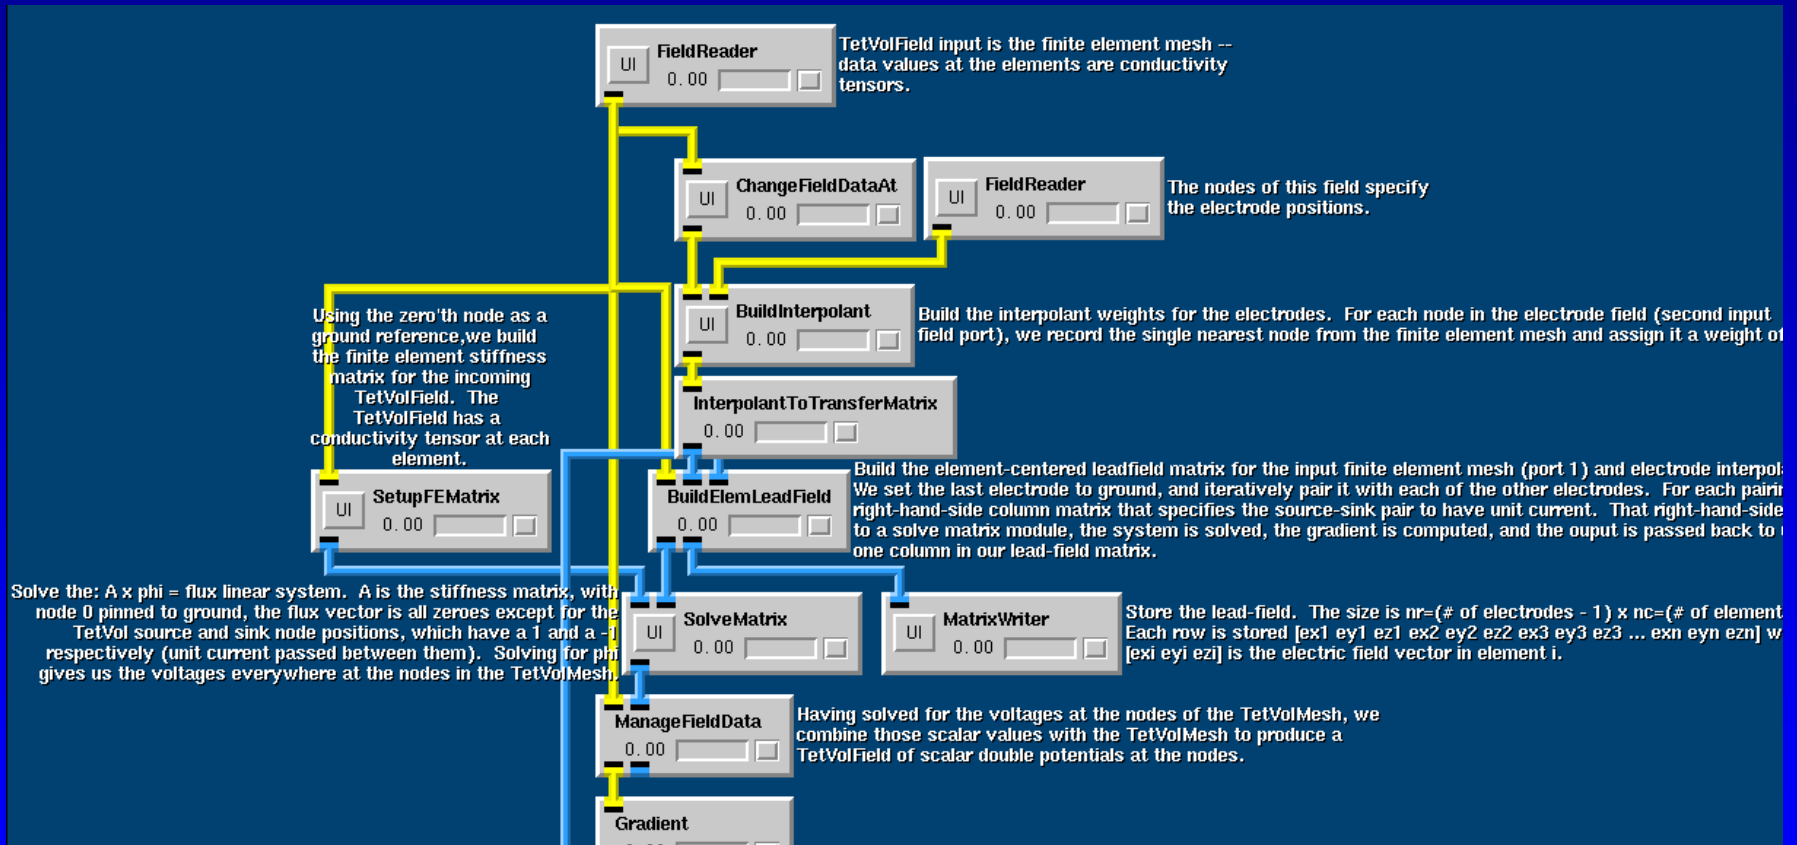 FieldReader
UI
0.00
TetVolField input is the finite element mesh --
data values at the elements are conductivity
tensors.
ChangeFieldDataAt
UI
0.00
FieldReader
UI
0.00
The nodes of this field specify
the electrode positions.
BuildInterpolant
UI
0.00
Build the interpolant weights for the electrodes.  For each node in the electrode field (second input
field port), we record the single nearest node from the finite element mesh and assign it a weight of
Using the zero'th node as a
ground reference,we build
the finite element stiffness
matrix for the incoming
TetVolField.  The
TetVolField has a
conductivity tensor at each
element.
InterpolantToTransferMatrix
0.00
SetupFEMatrix
UI
0.00
BuildElemLeadField
0.00
Build the element-centered leadfield matrix for the input finite element mesh (port 1) and electrode
We set the last electrode to ground, and iteratively pair it with each of the other electrodes.  For each
right-hand-side column matrix that specifies the source-sink pair to have unit current.  That right-hand-side
to a solve matrix module, the system is solved, the gradient is computed, and the ouput is passed back to
one column in our lead-field matrix.
Solve the: A x phi = flux linear system.  A is the stiffness matrix, with
node 0 pinned to ground, the flux vector is all zeroes except for the
TetVol source and sink node positions, which have a 1 and a -1
respectively (unit current passed between them).  Solving for phi
gives us the voltages everywhere at the nodes in the TetVolMesh.
SolveMatrix
UI
0.00
MatrixWriter
UI
0.00
Store the lead-field.  The size is nr=(# of electrodes - 1) x nc=(# of element
Each row is stored [ex1 ey1 ez1 ex2 ey2 ez2 ex3 ey3 ez3 ... exn eyn ezn] w
[exi eyi ezi] is the electric field vector in element i.
ManageFieldData
0.00
Having solved for the voltages at the nodes of the TetVolMesh, we
combine those scalar values with the TetVolMesh to produce a
TetVolField of scalar double potentials at the nodes.
Gradient